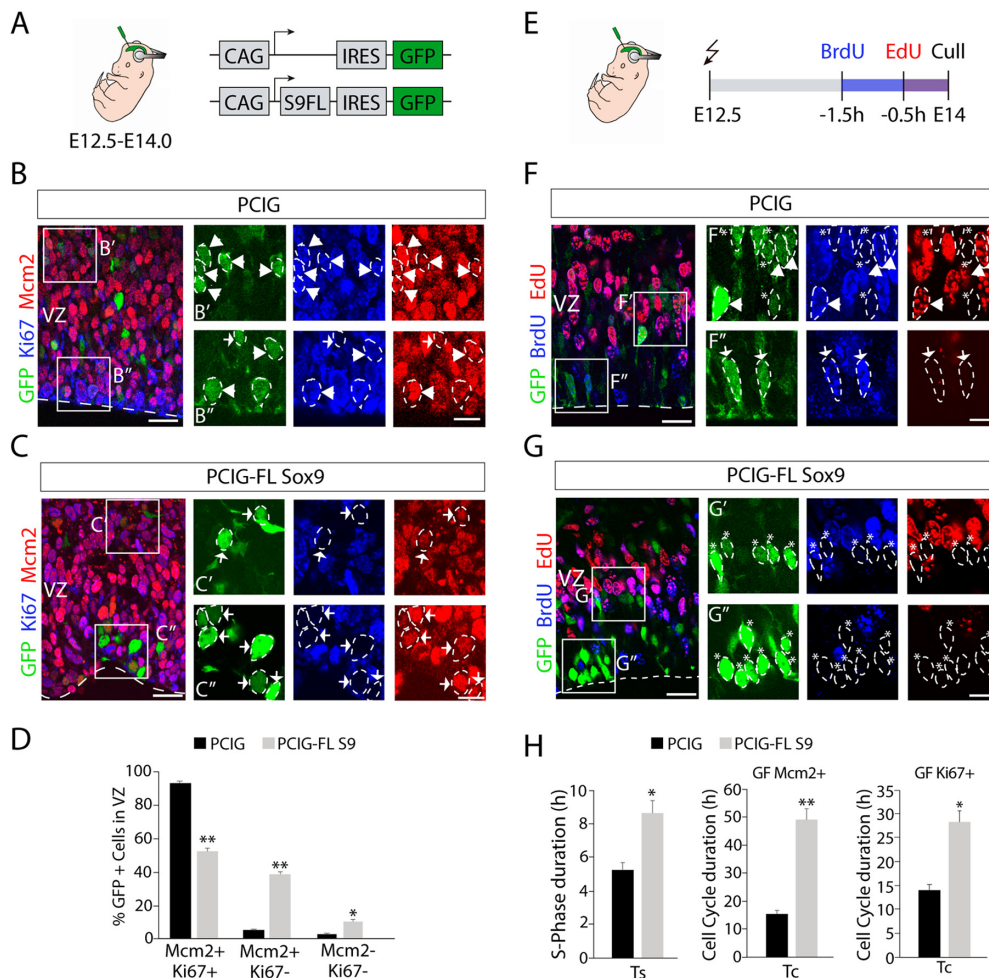 A
CAG
IRES
GFP
CAG
S9FL
IRES
GFP
E12.5-E14.0
E
BrdU
EdU
Cull
E12.5
-1.5h
-0.5h
E14
B
PCIG
GFP Ki67 Mcm2
VZ
B'
B"
B'
B"
F
PCIG
GFP BrdU EdU
VZ
F'
F"
F'
F"
C
PCIG-FL Sox9
GFP Ki67 Mcm2
VZ
C'
C"
C'
C"
G
PCIG-FL Sox9
GFP BrdU EdU
VZ
G'
G"
G'
G"
D
PCIG
PCIG-FL S9
% GFP + Cells in VZ
100
80
60
40
20
0
**
**
*
Mcm2+
Ki67+
Mcm2+
Ki67-
Mcm2-
Ki67-
H
PCIG
PCIG-FL S9
S-Phase duration (h)
10
8
6
4
2
0
*
Ts
GF Mcm2+
Cell Cycle duration (h)
60
50
40
30
20
10
0
**
Tc
GF Ki67+
Cell Cycle duration (h)
35
30
25
20
15
10
5
0
*
Tc